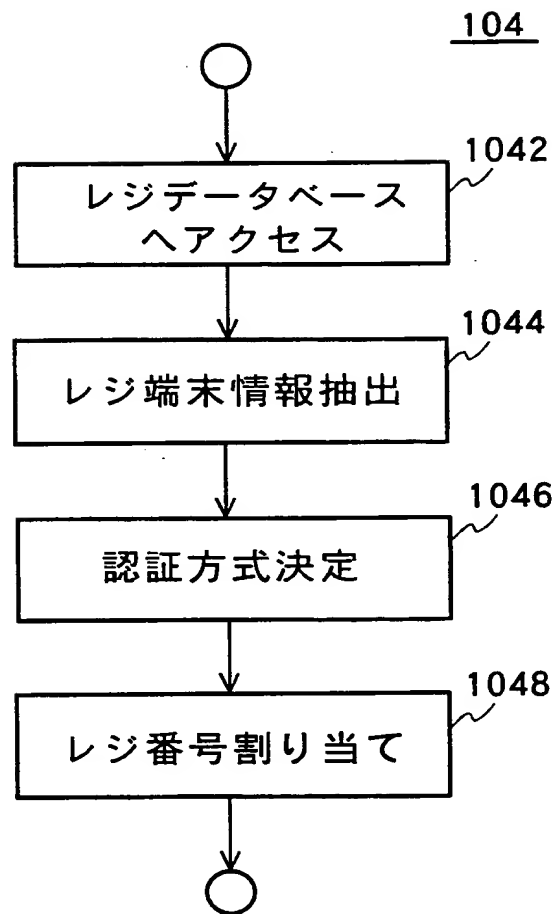 104
1042
レジデータベース
へアクセス
1044
レジ端末情報抽出
1046
認証方式決定
1048
レジ番号割り当て